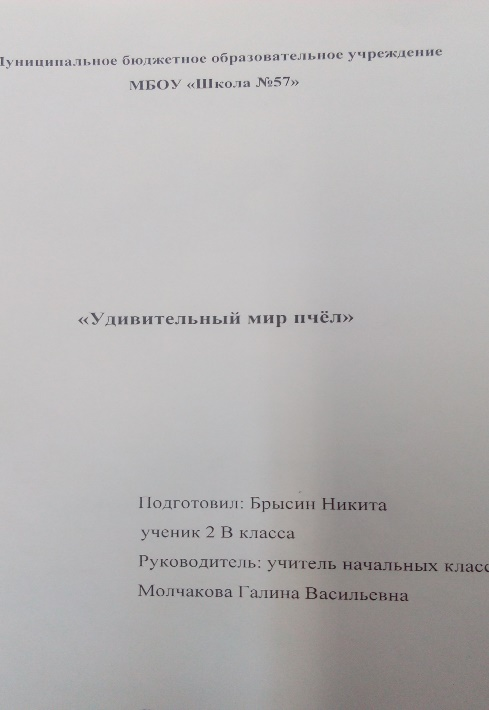 Муниципальное бюджетное образовательное учреждение
МБОУ «Школа №57»
«Удивительный мир пчёл»
Подготовил: Брысин Никита
ученик 2 В класса
Руководитель: учитель начальных класс
Молчакова Галина Васильевна